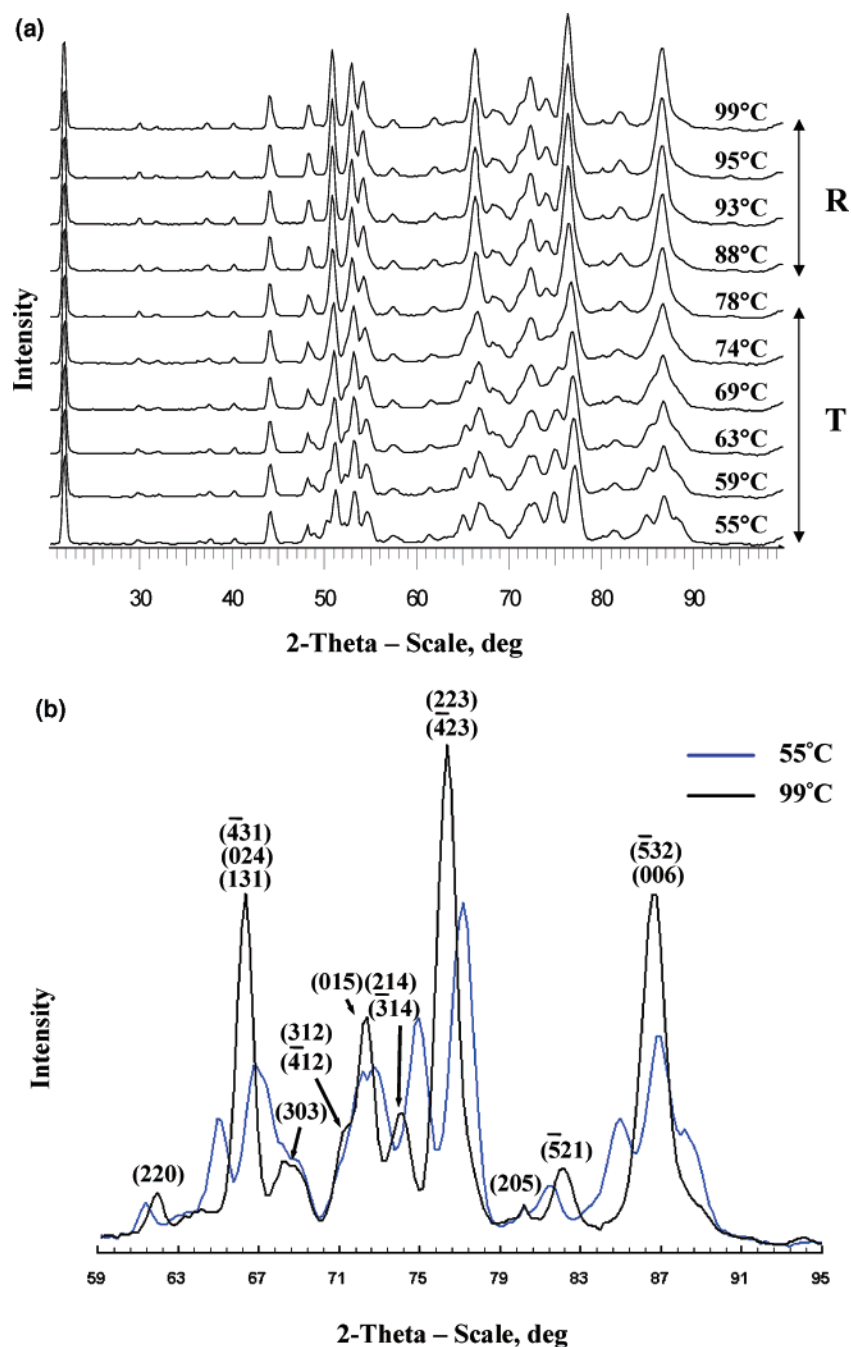 (a)
99°C
95°C
93°C
88°C
78°C
74°C
69°C
63°C
59°C
55°C
R
T
Intensity
30 40 50 60 70 80 90
2-Theta – Scale, deg
(b)
(223)
(4̅23)
55°C
99°C
(4̅31)
(024)
(131)
(5̅32)
(006)
(015) (2̅14)
(3̅14)
(312)
(4̅12)
(303)
(220)
(205)
(5̅21)
Intensity
59 63 67 71 75 79 83 87 91 95
2-Theta – Scale, deg